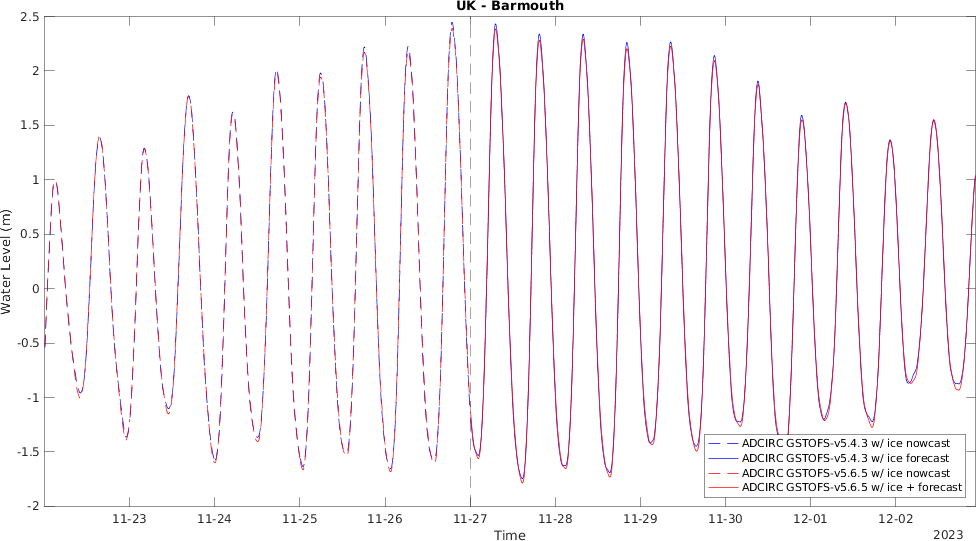 UK - Barmouth
2.5
2
1.5
1
0.5
0
-0.5
-1
-1.5
-2
Water Level (m)
11-23 11-24 11-25 11-26 11-27 11-28 11-29 11-30 12-01 12-02
Time
2023
ADCIRC GSTOFS-v5.4.3 w/ ice nowcast
ADCIRC GSTOFS-v5.4.3 w/ ice forecast
ADCIRC GSTOFS-v5.6.5 w/ ice nowcast
ADCIRC GSTOFS-v5.6.5 w/ ice + forecast